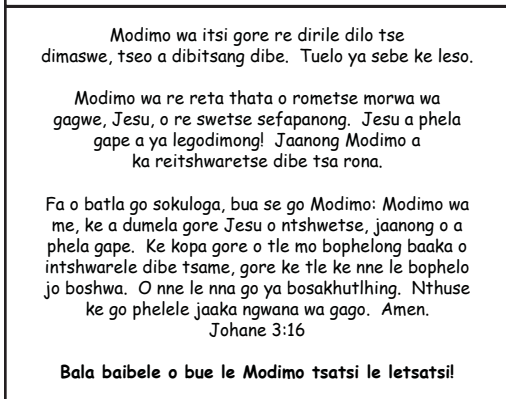 Modimo wa itsi gore re dirile dilo tse
dimaswe, tseo a dibitsang dibe. Tuelo ya sebe ke leso.
Modimo wa re reta thata o rometse morwa wa
gagwe, Jesu, o re swetse sefapanong. Jesu a phela
gape a ya legodimong! Jaanong Modimo a
ka reitshwaretse dibe tsa rona.
Fa o batla go sokuloga, bua se go Modimo: Modimo wa
me, ke a dumela gore Jesu o ntshwetse, jaanong o a
phela gape. Ke kopa gore o tle mo bophelong baaka o
intshwarele dibe tsame, gore ke tle ke nne le bophelo
jo boshwa. O nne le nna go ya bosakhutlhing. Nthuse
ke go phelele jaaka ngwana wa gago. Amen.
Johane 3:16
Bala baibele o bue le Modimo tsatsi le letsatsi!